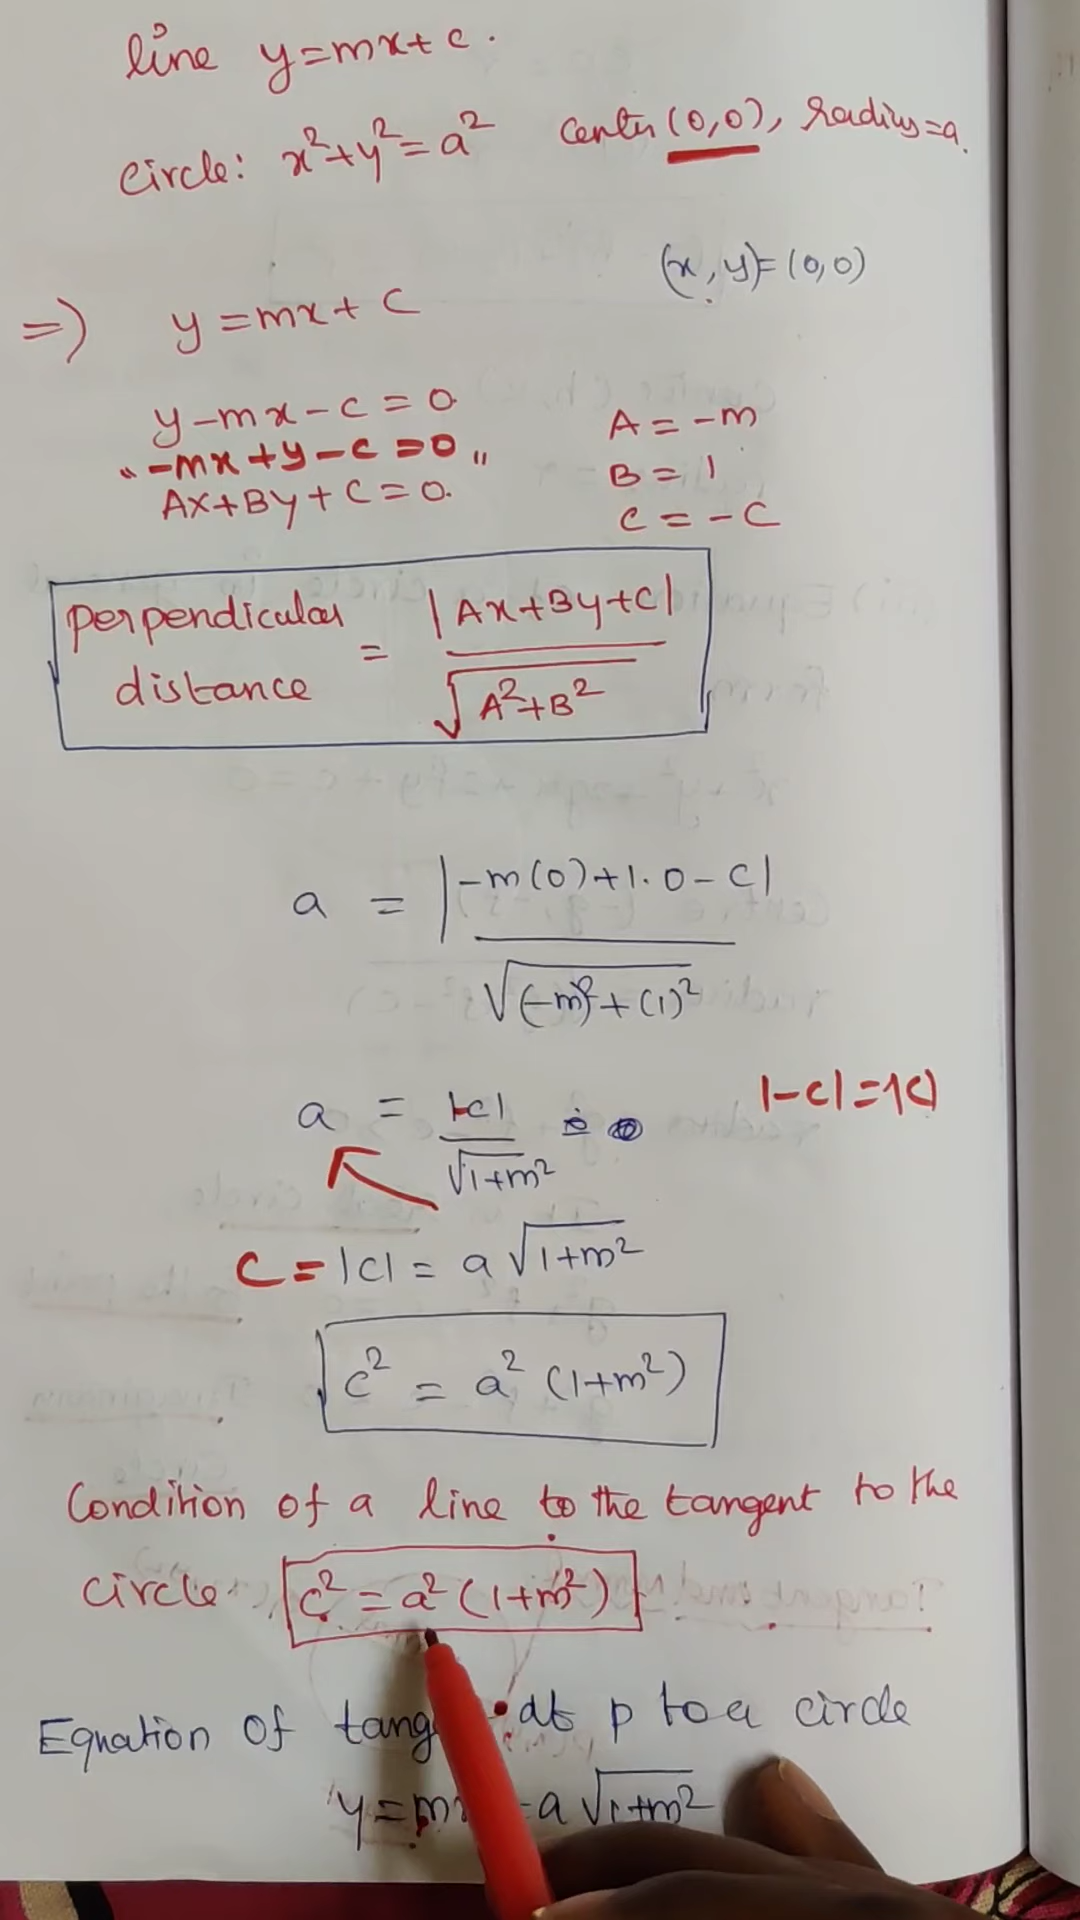 line y=mx+c.
circle: x²+y²=a² center (0,0), radius=a.
(x,y)=(0,0)
=) y=mx+c
y-mx-c=0
"-mx+y-c=0"
Ax+By+C=0.
A=-m
B=1
C=-C
perpendicular distance = |Ax+By+C| / √A²+B²
a = |-m(0)+1.0-c| / √(-m)²+(1)²
a = |-c| / √1+m²
|-c|=|c|
C=|c|=a√1+m²
c²=a²(1+m²)
Condition of a line to the tangent to the
circle c²=a²(1+m²)
Equation of at p to a circle
a√1+m²